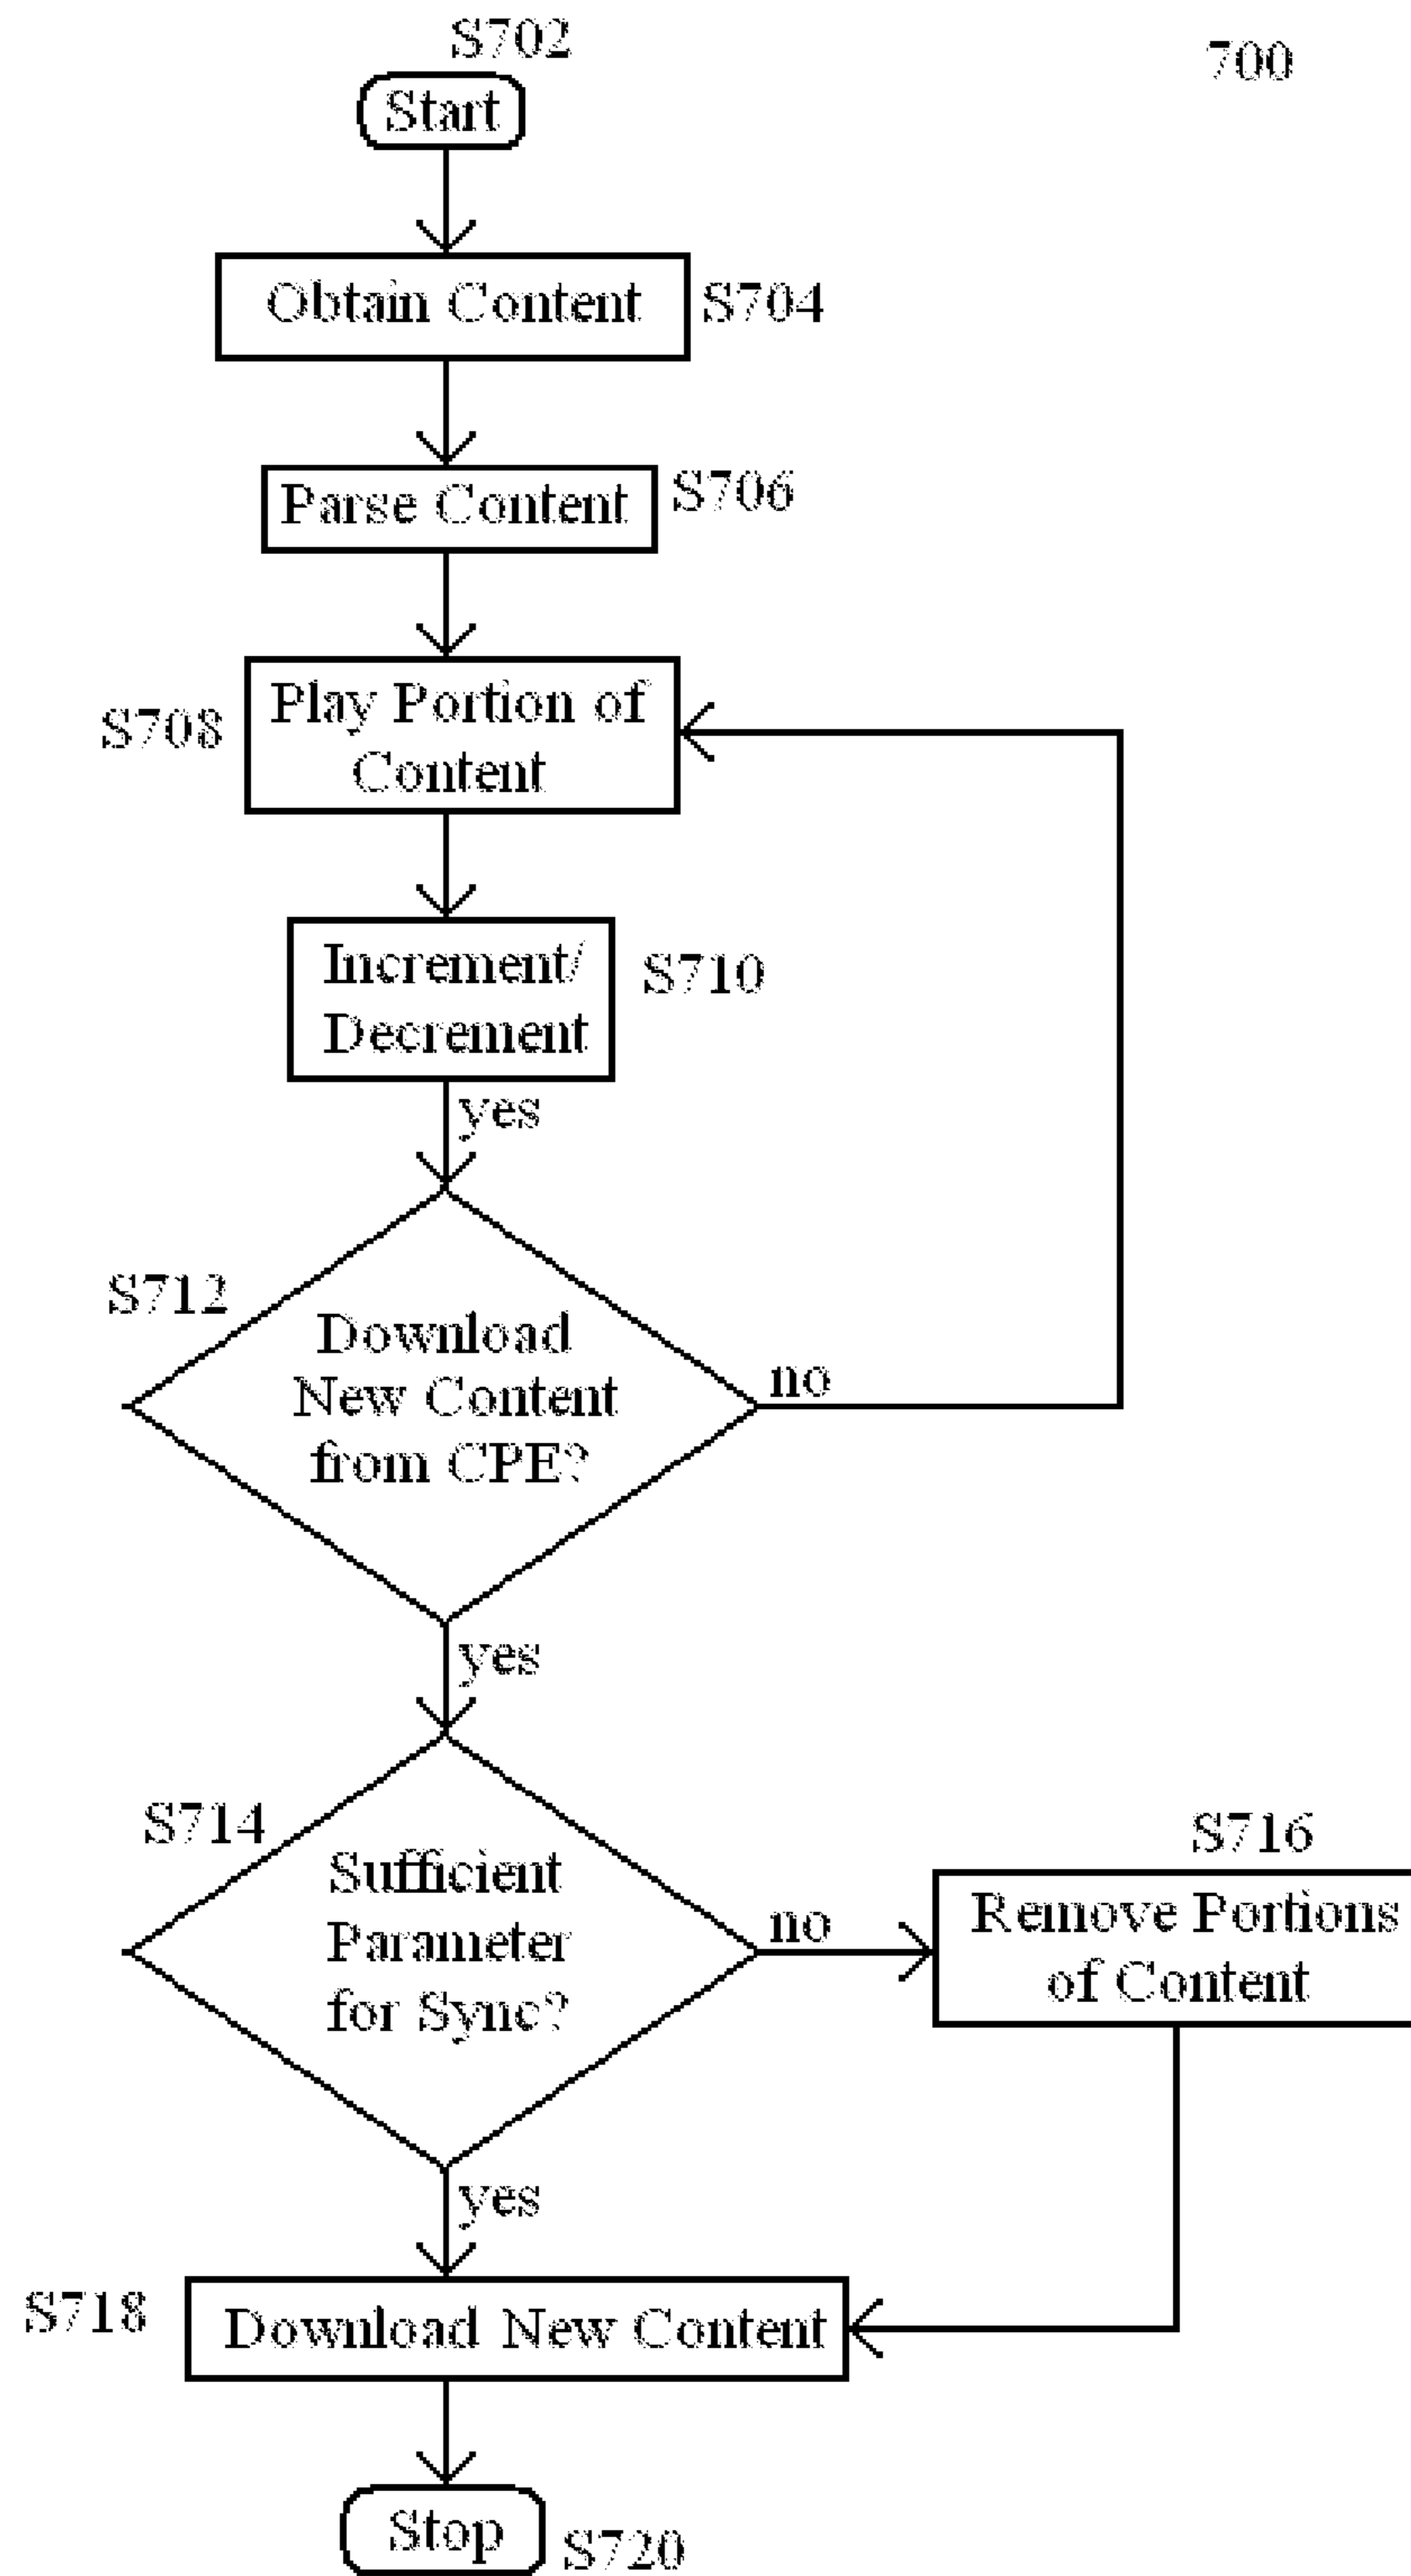 S702
700
Start
Obtain Content
S704
Parse Content
S706
Play Portion of
Content
S708
Increment/
Decrement
S710
yes
S712
Download
New Content
from CPE?
no
yes
S714
Sufficient
Parameter
for Sync?
no
S716
Remove Portions
of Content
yes
S718
Download New Content
Stop
S720